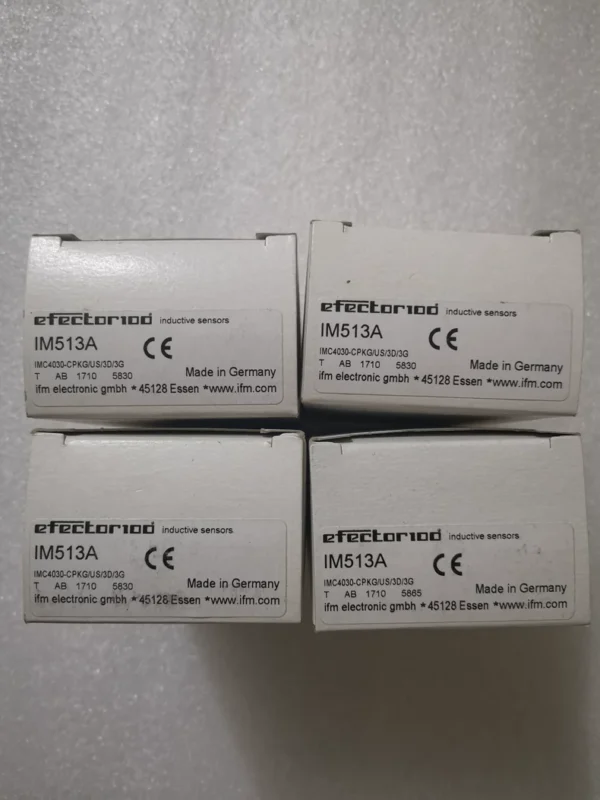 efector100 inductive sensors
IM513A CE
IMC4030-CPKG/US/3D/3G
T AB 1710 5830
Made in Germany
ifm electronic gmbh * 45128 Essen * www.ifm.com
efector100 inductive sensors
IM513A CE
IMC4030-CPKG/US/3D/3G
T AB 1710 5830
Made in Germany
ifm electronic gmbh * 45128 Essen * www.ifm.com
efector100 inductive sensors
IM513A CE
IMC4030-CPKG/US/3D/3G
T AB 1710 5830
Made in Germany
ifm electronic gmbh * 45128 Essen * www.ifm.com
efector100 inductive sensors
IM513A CE
IMC4030-CPKG/US/3D/3G
T AB 1710 5865
Made in Germany
ifm electronic gmbh * 45128 Essen * www.ifm.com